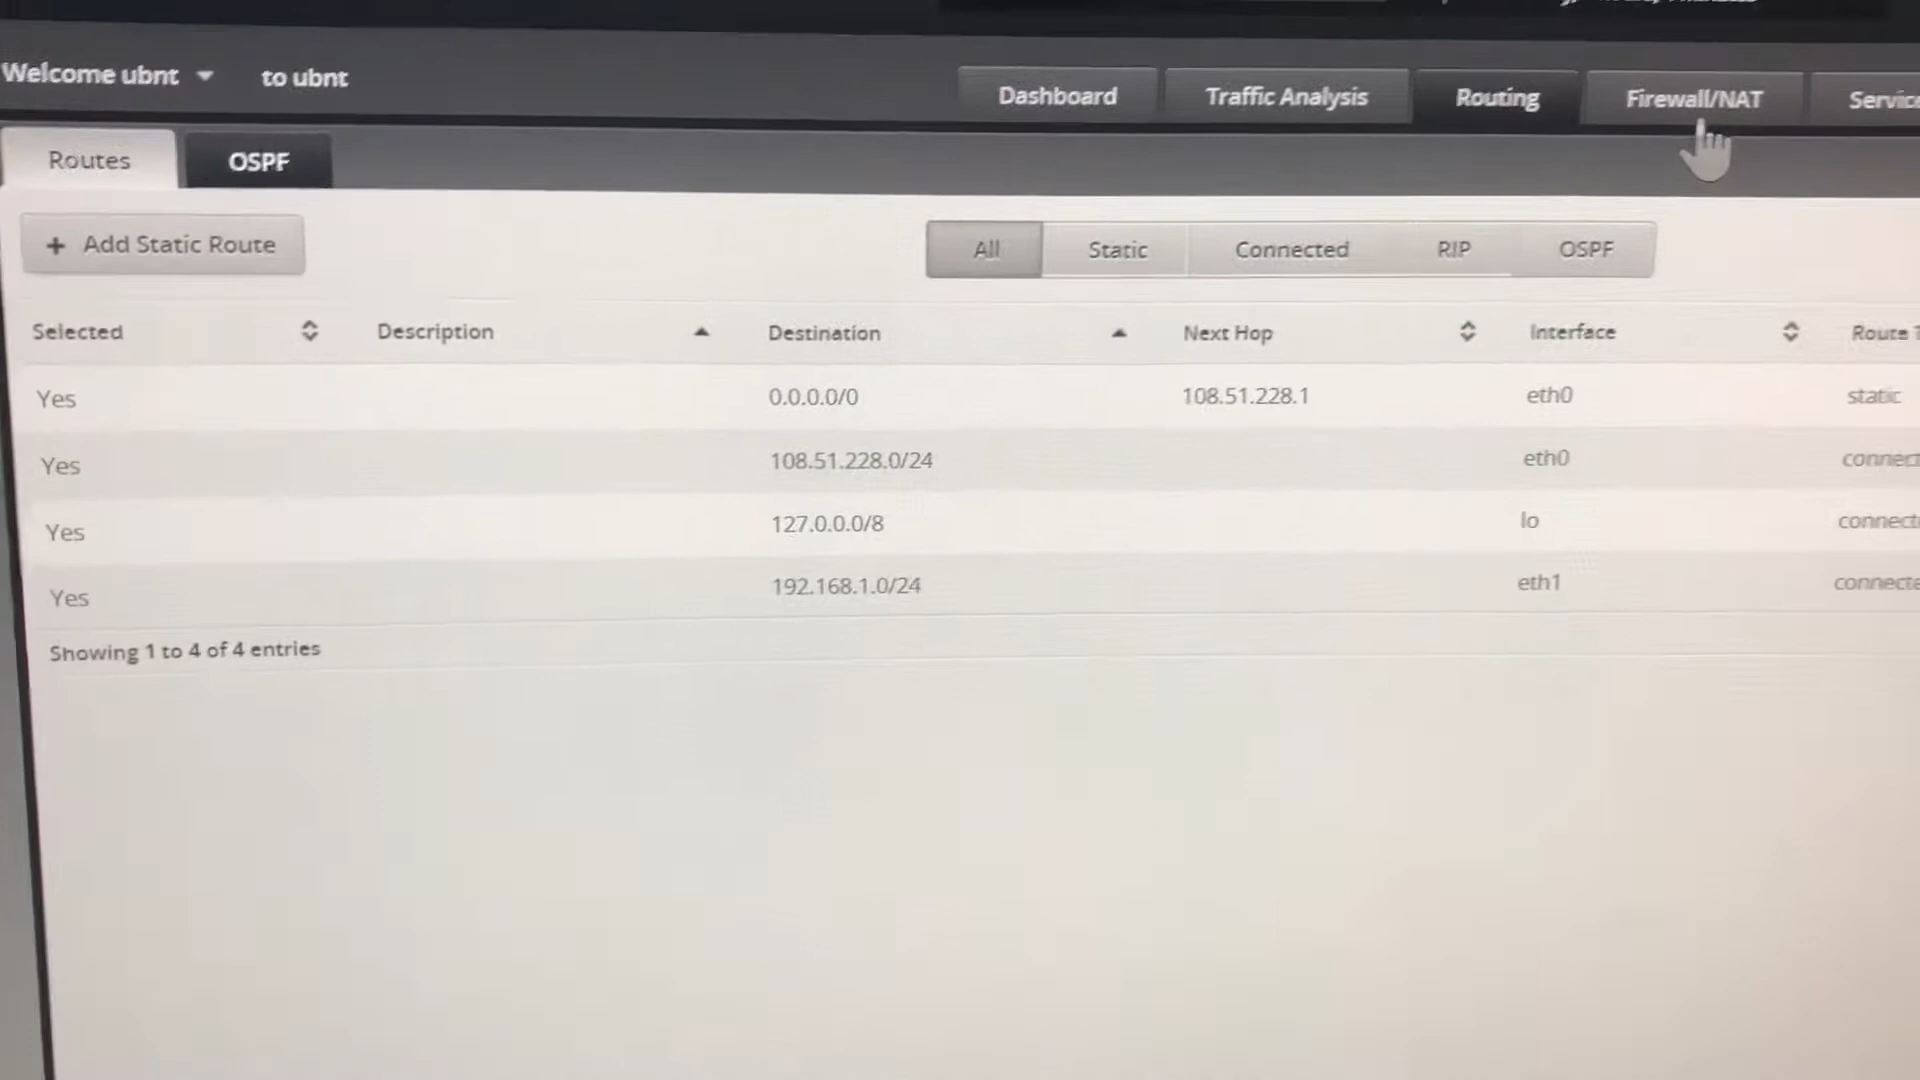 Welcome ubnt to ubnt
Dashboard Traffic Analysis Routing Firewall/NAT
Routes OSPF
+ Add Static Route All Static Connected RIP OSPF
Selected Description Destination Next Hop Interface Route
Yes 0.0.0.0/0 108.51.228.1 eth0 static
Yes 108.51.228.0/24 eth0
Yes 127.0.0.0/8 lo
Yes 192.168.1.0/24 eth1
Showing 1 to 4 of 4 entries